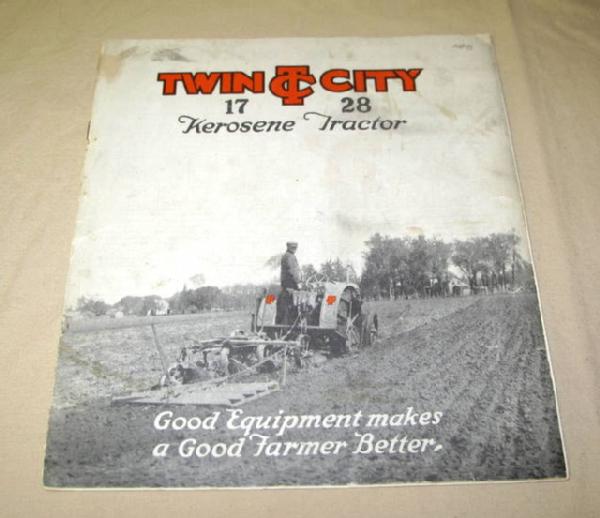 TWIN TC CITY
17 28
Kerosene Tractor
Good Equipment makes
a Good Farmer Better.